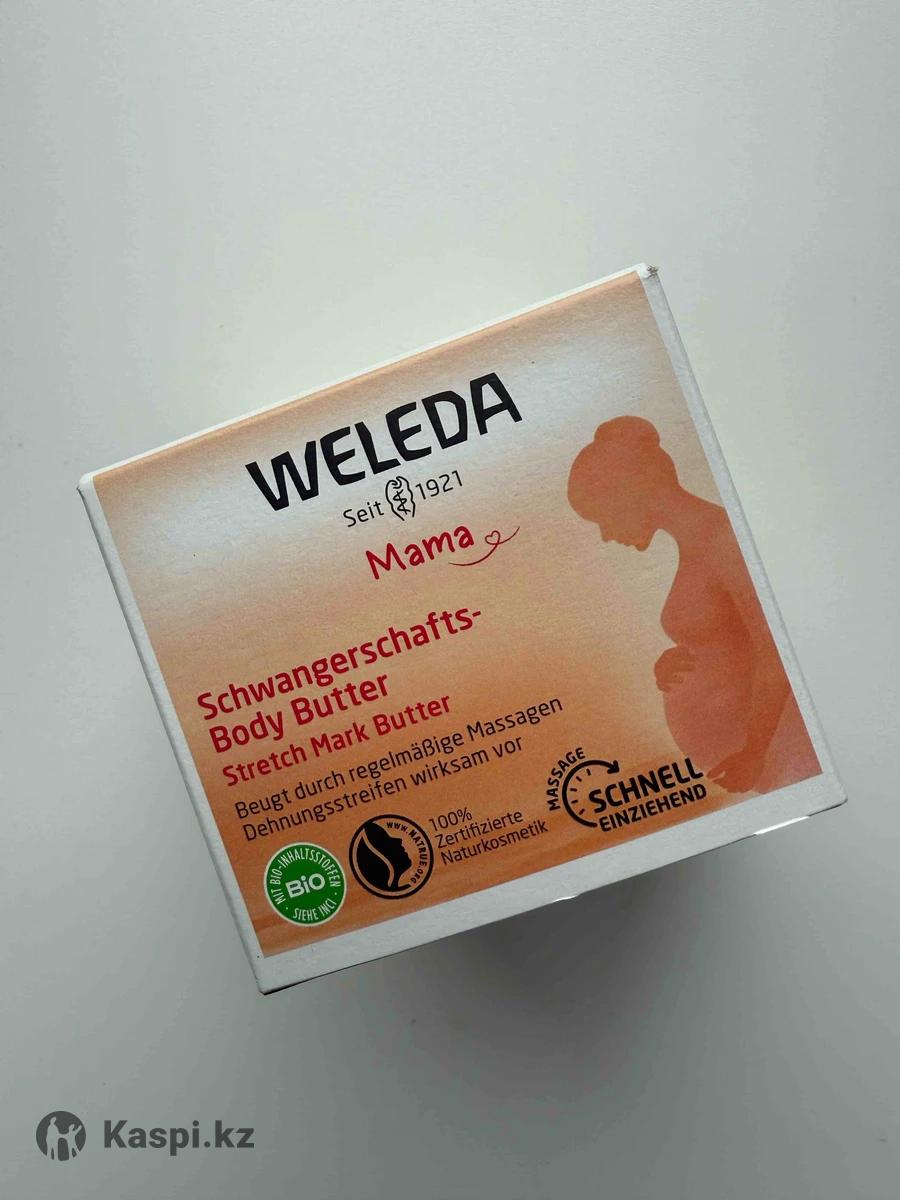 WELEDA
Seit 1921
Mama
Schwangerschafts-
Body Butter
Stretch Mark Butter
Beugt durch regelmäßige Massagen
Dehnungsstreifen wirksam vor
MIT BIO-INHALTSSTOFFEN
BiO
SIEHE INCI
WWW.NATRUE.ORG
100%
Zertifizierte
Naturkosmetik
MASSAGE
SCHNELL
EINZIEHEND
Kaspi.kz